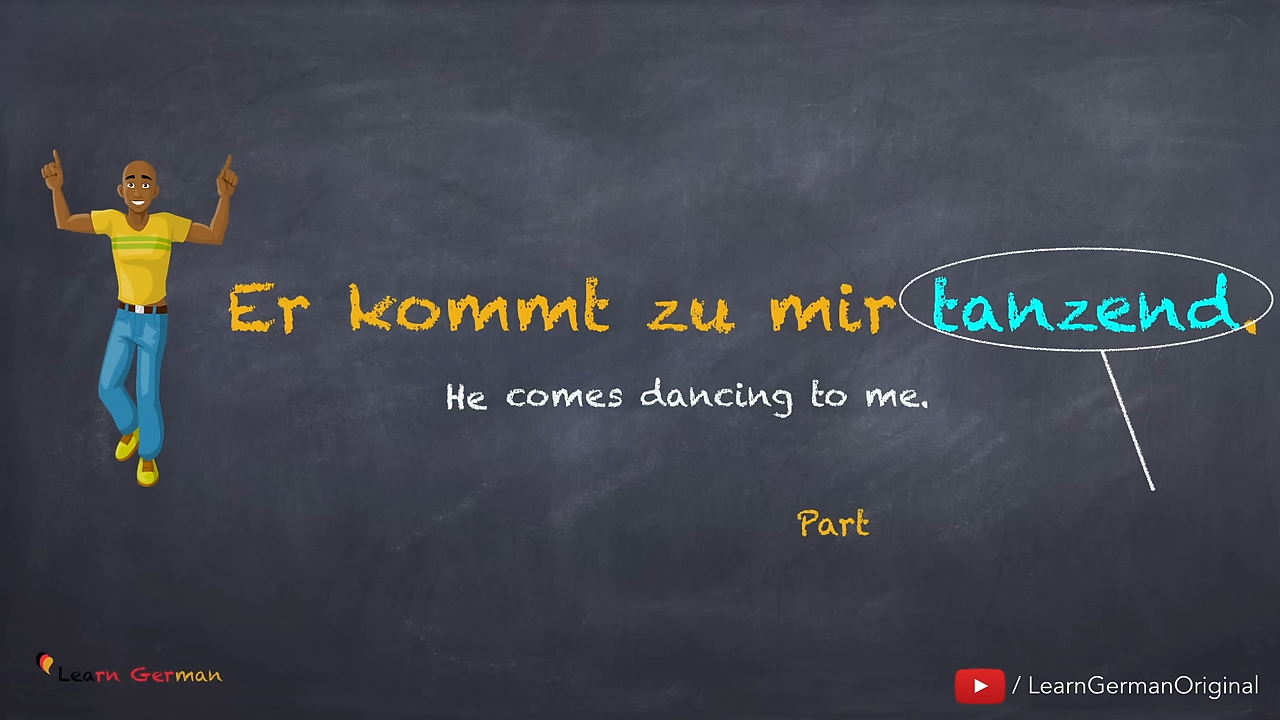 Er kommt zu mir tanzend.
He comes dancing to me.
Part
Learn German
/ LearnGermanOriginal